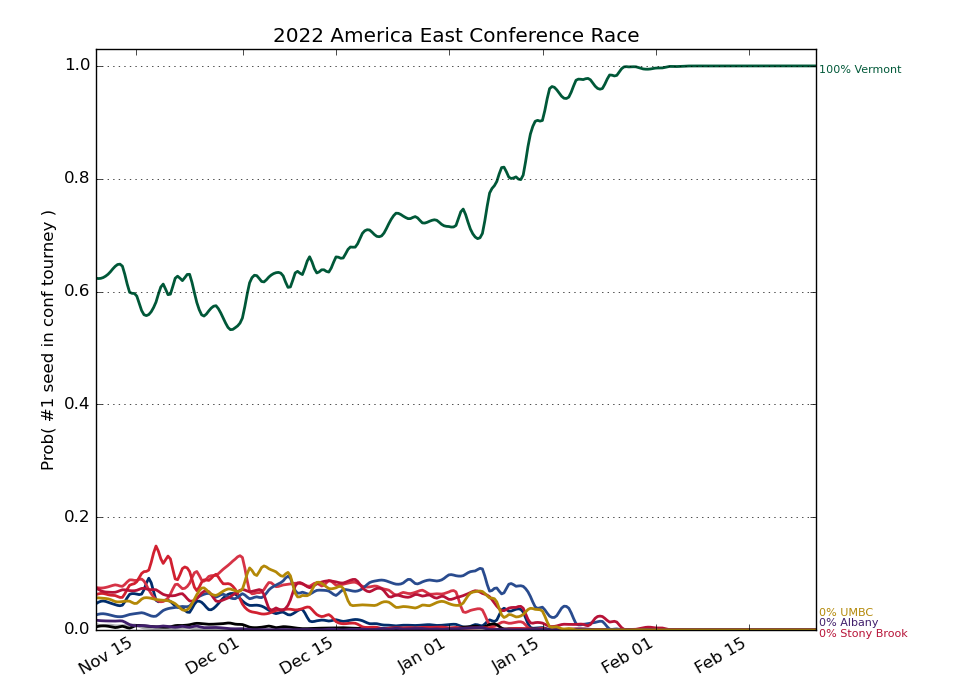 2022 America East Conference Race
Prob( #1 seed in conf tourney )
1.0
0.8
0.6
0.4
0.2
0.0
Nov 15
Dec 01
Dec 15
Jan 01
Jan 15
Feb 01
Feb 15
100% Vermont
0% UMBC
0% Albany
0% Stony Brook